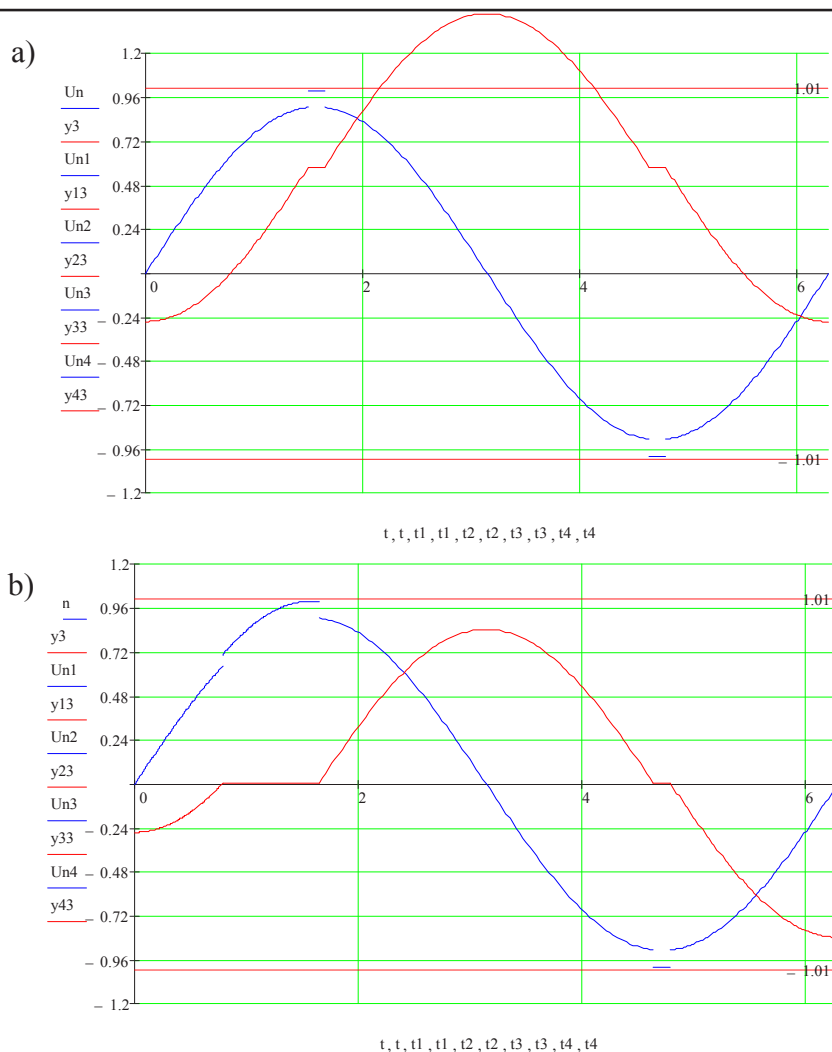 a)
1.2
1.01
Un
0.96
y3
0.72
Un1
y13
0.48
Un2
0.24
y23
0 2 4 6
Un3
– 0.24
y33
– 0.48
Un4
y43
– 0.72
– 0.96
– 1.01
– 1.2
t , t , t1 , t1 , t2 , t2 , t3 , t3 , t4 , t4
b)
1.2
1.01
n
0.96
y3
0.72
Un1
y13
0.48
Un2
0.24
y23
0 2 4 6
Un3
– 0.24
y33
– 0.48
Un4
y43
– 0.72
– 0.96
– 1.01
– 1.2
t , t , t1 , t1 , t2 , t2 , t3 , t3 , t4 , t4